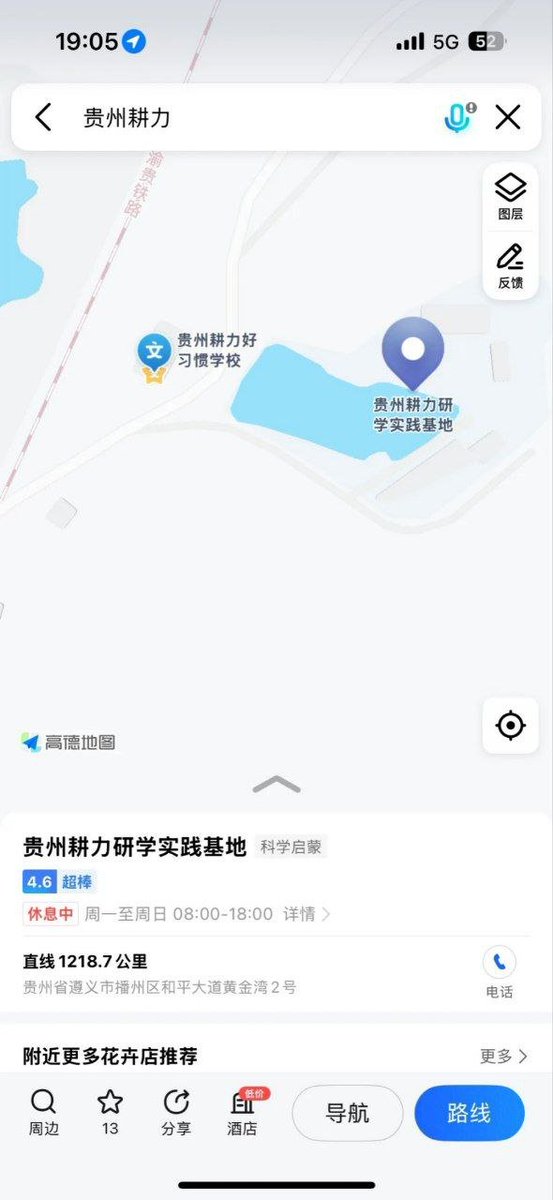 19:05
5G
52
贵州耕力
渝贵铁路
图层
反馈
贵州耕力好
习惯学校
文
贵州耕力研
学实践基地
高德地图
贵州耕力研学实践基地 科学启蒙
4.6 超棒
休息中 周一至周日 08:00-18:00 详情
直线1218.7公里
贵州省遵义市播州区和平大道黄金湾2号
电话
附近更多花卉店推荐 更多
低价
周边 13 分享 酒店 导航 路线